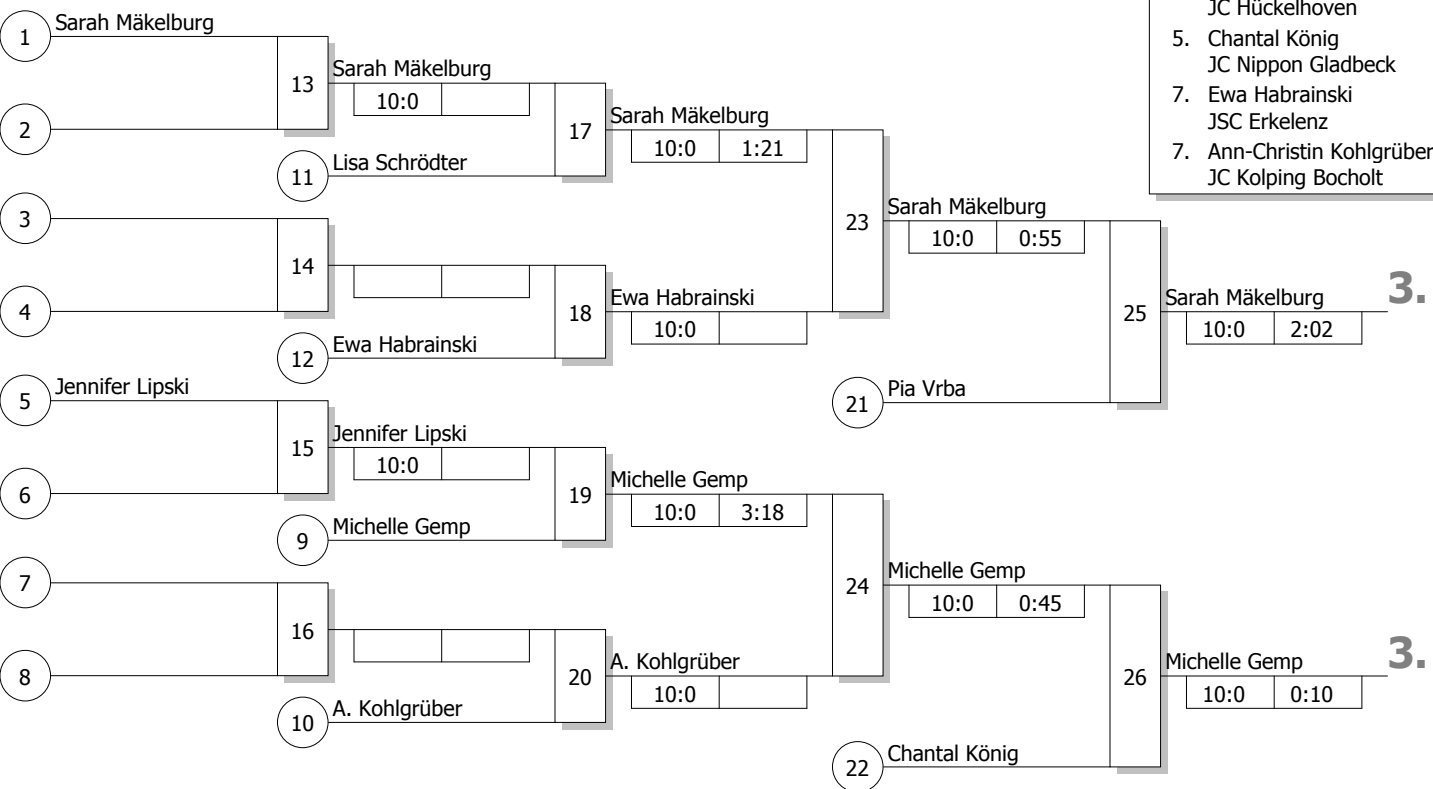 JC Hückelhoven
5. Chantal König
JC Nippon Gladbeck
7. Ewa Habrainski
JSC Erkelenz
7. Ann-Christin Kohlgrüber
JC Kolping Bocholt
1 Sarah Mäkelburg
2
13 Sarah Mäkelburg
10:0
11 Lisa Schrödter
17 Sarah Mäkelburg
10:0 1:21
3
4
14
12 Ewa Habrainski
18 Ewa Habrainski
10:0
23 Sarah Mäkelburg
10:0 0:55
21 Pia Vrba
25 Sarah Mäkelburg 3.
10:0 2:02
5 Jennifer Lipski
6
15 Jennifer Lipski
10:0
9 Michelle Gemp
19 Michelle Gemp
10:0 3:18
7
8
16
10 A. Kohlgrüber
20 A. Kohlgrüber
10:0
24 Michelle Gemp
10:0 0:45
22 Chantal König
26 Michelle Gemp 3.
10:0 0:10